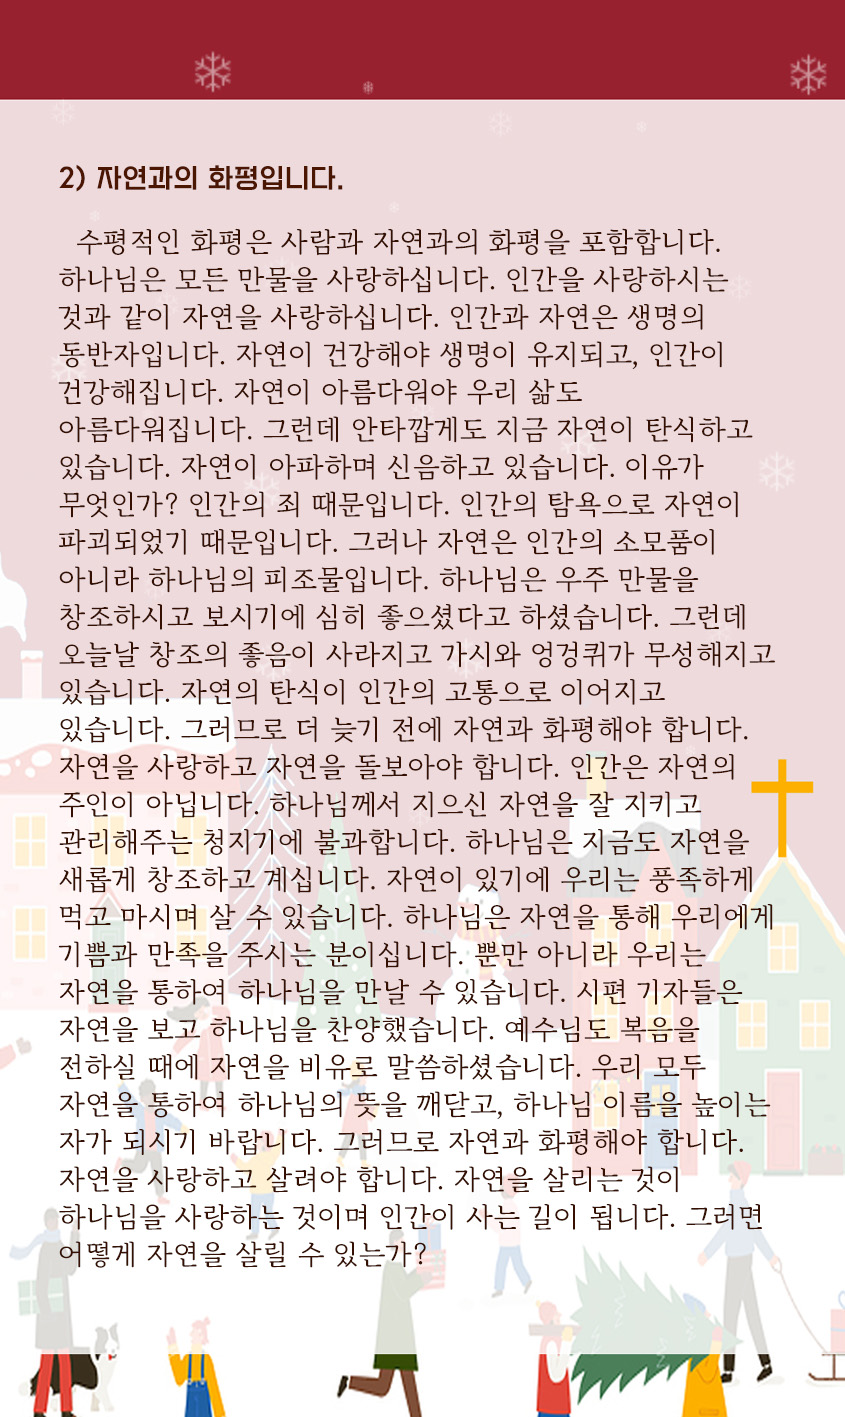 2) 자연과의 화평입니다.
수평적인 화평은 사람과 자연과의 화평을 포함합니다.
하나님은 모든 만물을 사랑하십니다. 인간을 사랑하시는
것과 같이 자연을 사랑하십니다. 인간과 자연은 생명의
동반자입니다. 자연이 건강해야 생명이 유지되고, 인간이
건강해집니다. 자연이 아름다워야 우리 삶도
아름다워집니다. 그런데 안타깝게도 지금 자연이 탄식하고
있습니다. 자연이 아파하며 신음하고 있습니다. 이유가
무엇인가? 인간의 죄 때문입니다. 인간의 탐욕으로 자연이
파괴되었기 때문입니다. 그러나 자연은 인간의 소모품이
아니라 하나님의 피조물입니다. 하나님은 우주 만물을
창조하시고 보시기에 심히 좋으셨다고 하셨습니다. 그런데
오늘날 창조의 좋음이 사라지고 가시와 엉겅퀴가 무성해지고
있습니다. 자연의 탄식이 인간의 고통으로 이어지고
있습니다. 그러므로 더 늦기 전에 자연과 화평해야 합니다.
자연을 사랑하고 자연을 돌보아야 합니다. 인간은 자연의
주인이 아닙니다. 하나님께서 지으신 자연을 잘 지키고
관리해주는 청지기에 불과합니다. 하나님은 지금도 자연을
새롭게 창조하고 계십니다. 자연이 있기에 우리는 풍족하게
먹고 마시며 살 수 있습니다. 하나님은 자연을 통해 우리에게
기쁨과 만족을 주시는 분이십니다. 뿐만 아니라 우리는
자연을 통하여 하나님을 만날 수 있습니다. 시편 기자들은
자연을 보고 하나님을 찬양했습니다. 예수님도 복음을
전하실 때에 자연을 비유로 말씀하셨습니다. 우리 모두
자연을 통하여 하나님의 뜻을 깨닫고, 하나님 이름을 높이는
자가 되시기 바랍니다. 그러므로 자연과 화평해야 합니다.
자연을 사랑하고 살려야 합니다. 자연을 살리는 것이
하나님을 사랑하는 것이며 인간이 사는 길이 됩니다. 그러면
어떻게 자연을 살릴 수 있는가?